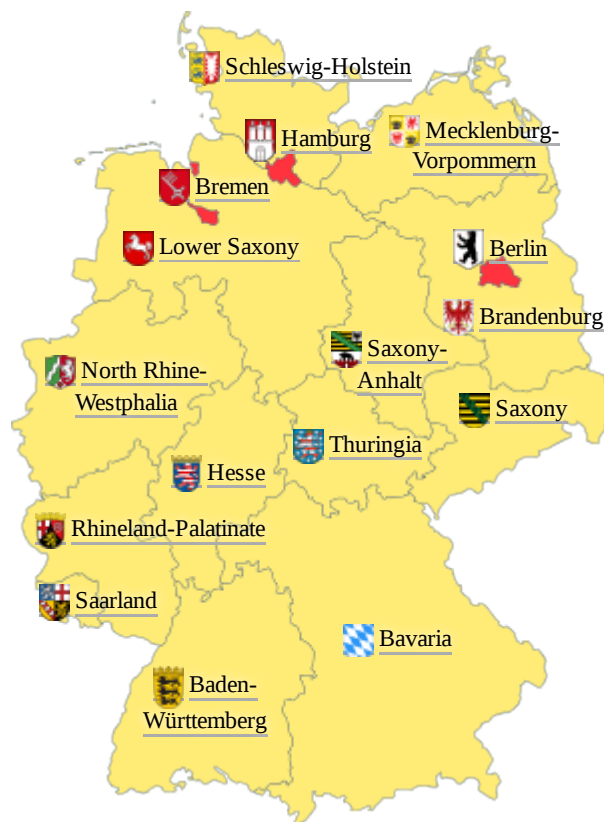 Schleswig-Holstein
Hamburg
Mecklenburg-
Vorpommern
Bremen
Lower Saxony
Berlin
Brandenburg
North Rhine-
Westphalia
Saxony-
Anhalt
Saxony
Thuringia
Hesse
Rhineland-Palatinate
Saarland
Bavaria
Baden-
Württemberg